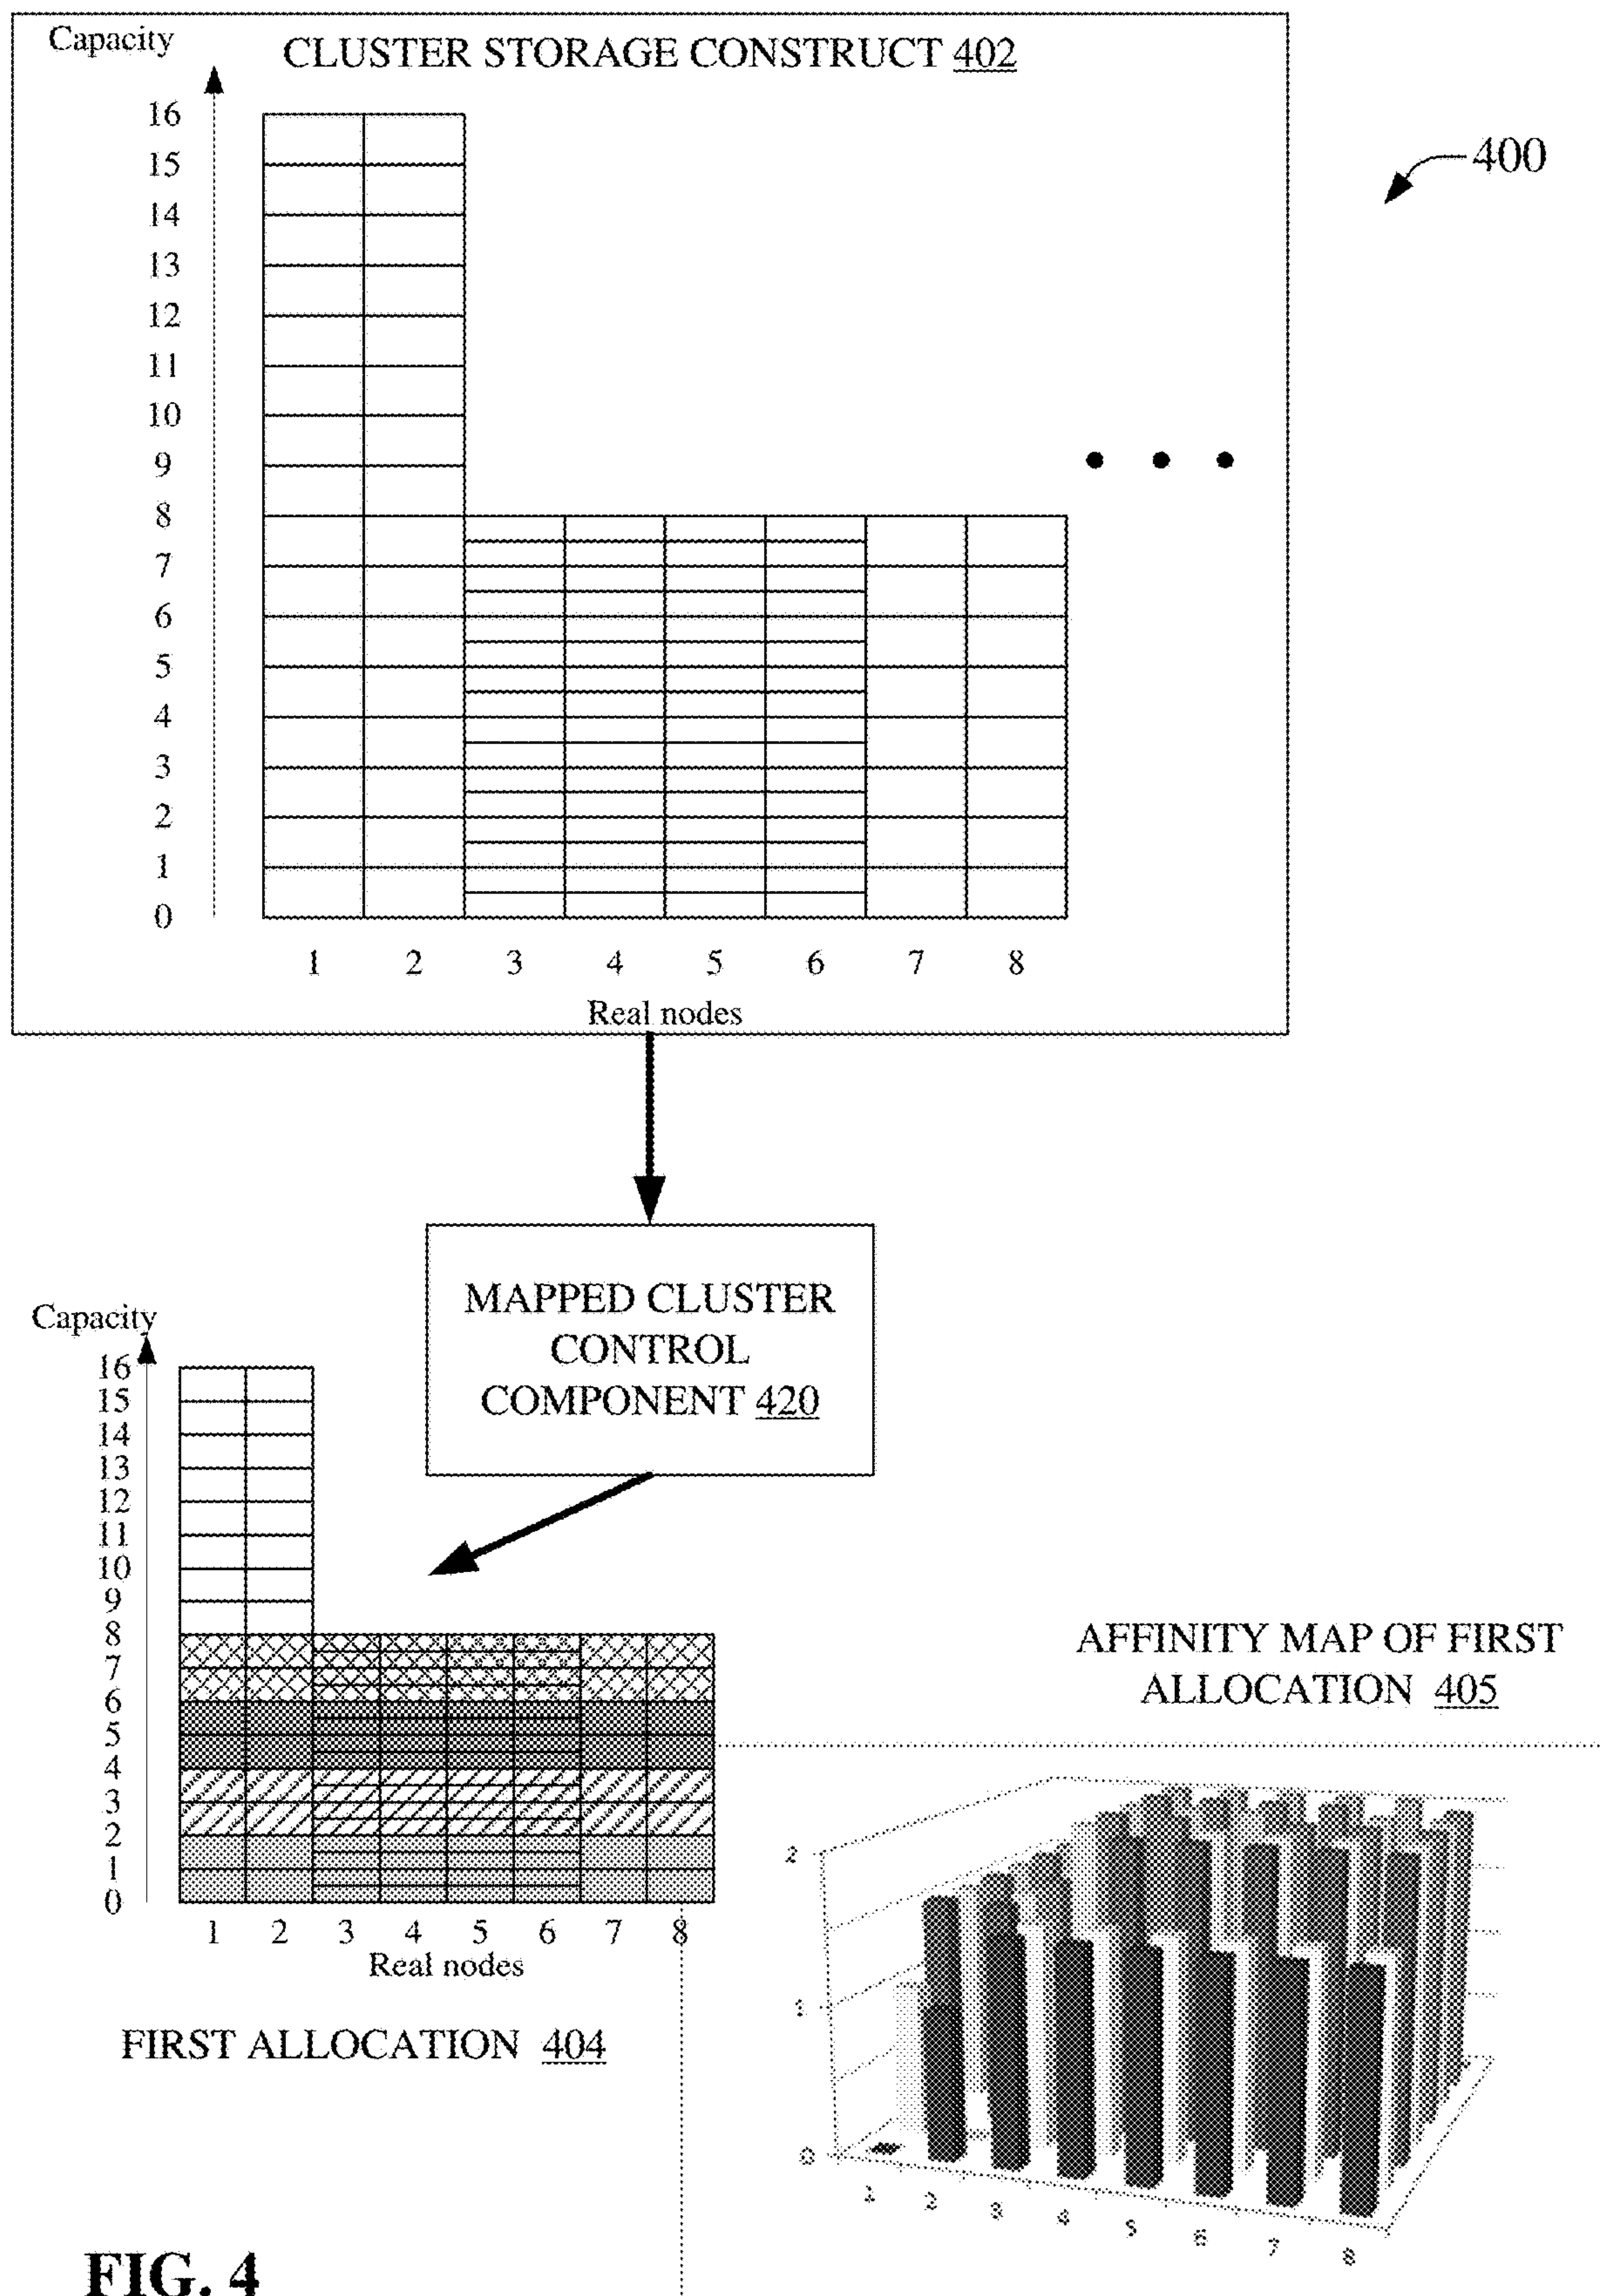 Capacity
CLUSTER STORAGE CONSTRUCT 402
400
16
15
14
13
12
11
10
9
8
7
6
5
4
3
2
1
0
1 2 3 4 5 6 7 8
Real nodes
MAPPED CLUSTER
CONTROL
COMPONENT 420
Capacity
16
15
14
13
12
11
10
9
8
7
6
5
4
3
2
1
0
1 2 3 4 5 6 7 8
Real nodes
FIRST ALLOCATION 404
AFFINITY MAP OF FIRST
ALLOCATION 405
2
1
0
1 2 3 4 5 6 7 8
FIG. 4